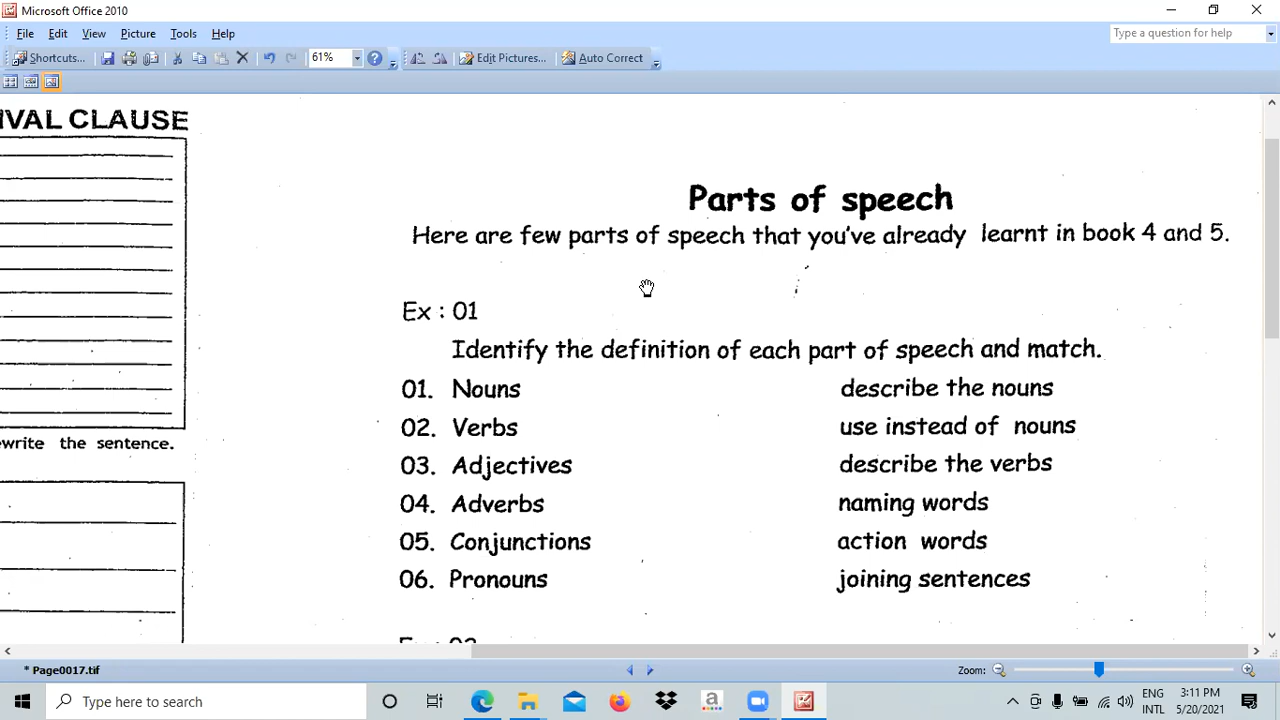 Microsoft Office 2010
File Edit View Picture Tools Help
Type a question for help
Shortcuts... 61% Edit Pictures... Auto Correct
IVAL CLAUSE
ewrite the sentence.
Parts of speech
Here are few parts of speech that you've already learnt in book 4 and 5.
Ex : 01
Identify the definition of each part of speech and match.
01. Nouns describe the nouns
02. Verbs use instead of nouns
03. Adjectives describe the verbs
04. Adverbs naming words
05. Conjunctions action words
06. Pronouns joining sentences
* Page0017.tif
Zoom:
Type here to search
a
ENG
INTL
3:11 PM
5/20/2021